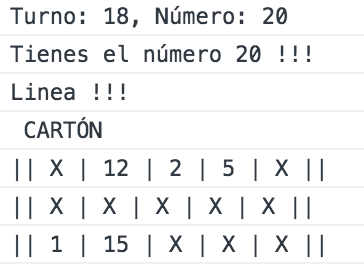 Turno: 18, Número: 20
Tienes el número 20 !!!
Linea !!!
CARTÓN
|| X | 12 | 2 | 5 | X ||
|| X | X | X | X | X ||
|| 1 | 15 | X | X | X ||